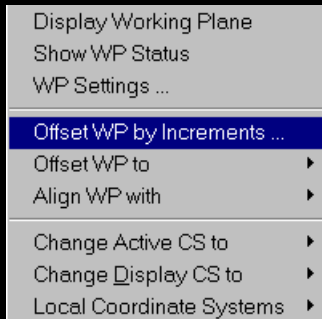 Display Working Plane
Show WP Status
WP Settings ...
Offset WP by Increments ...
Offset WP to
Align WP with
Change Active CS to
Change Display CS to
Local Coordinate Systems